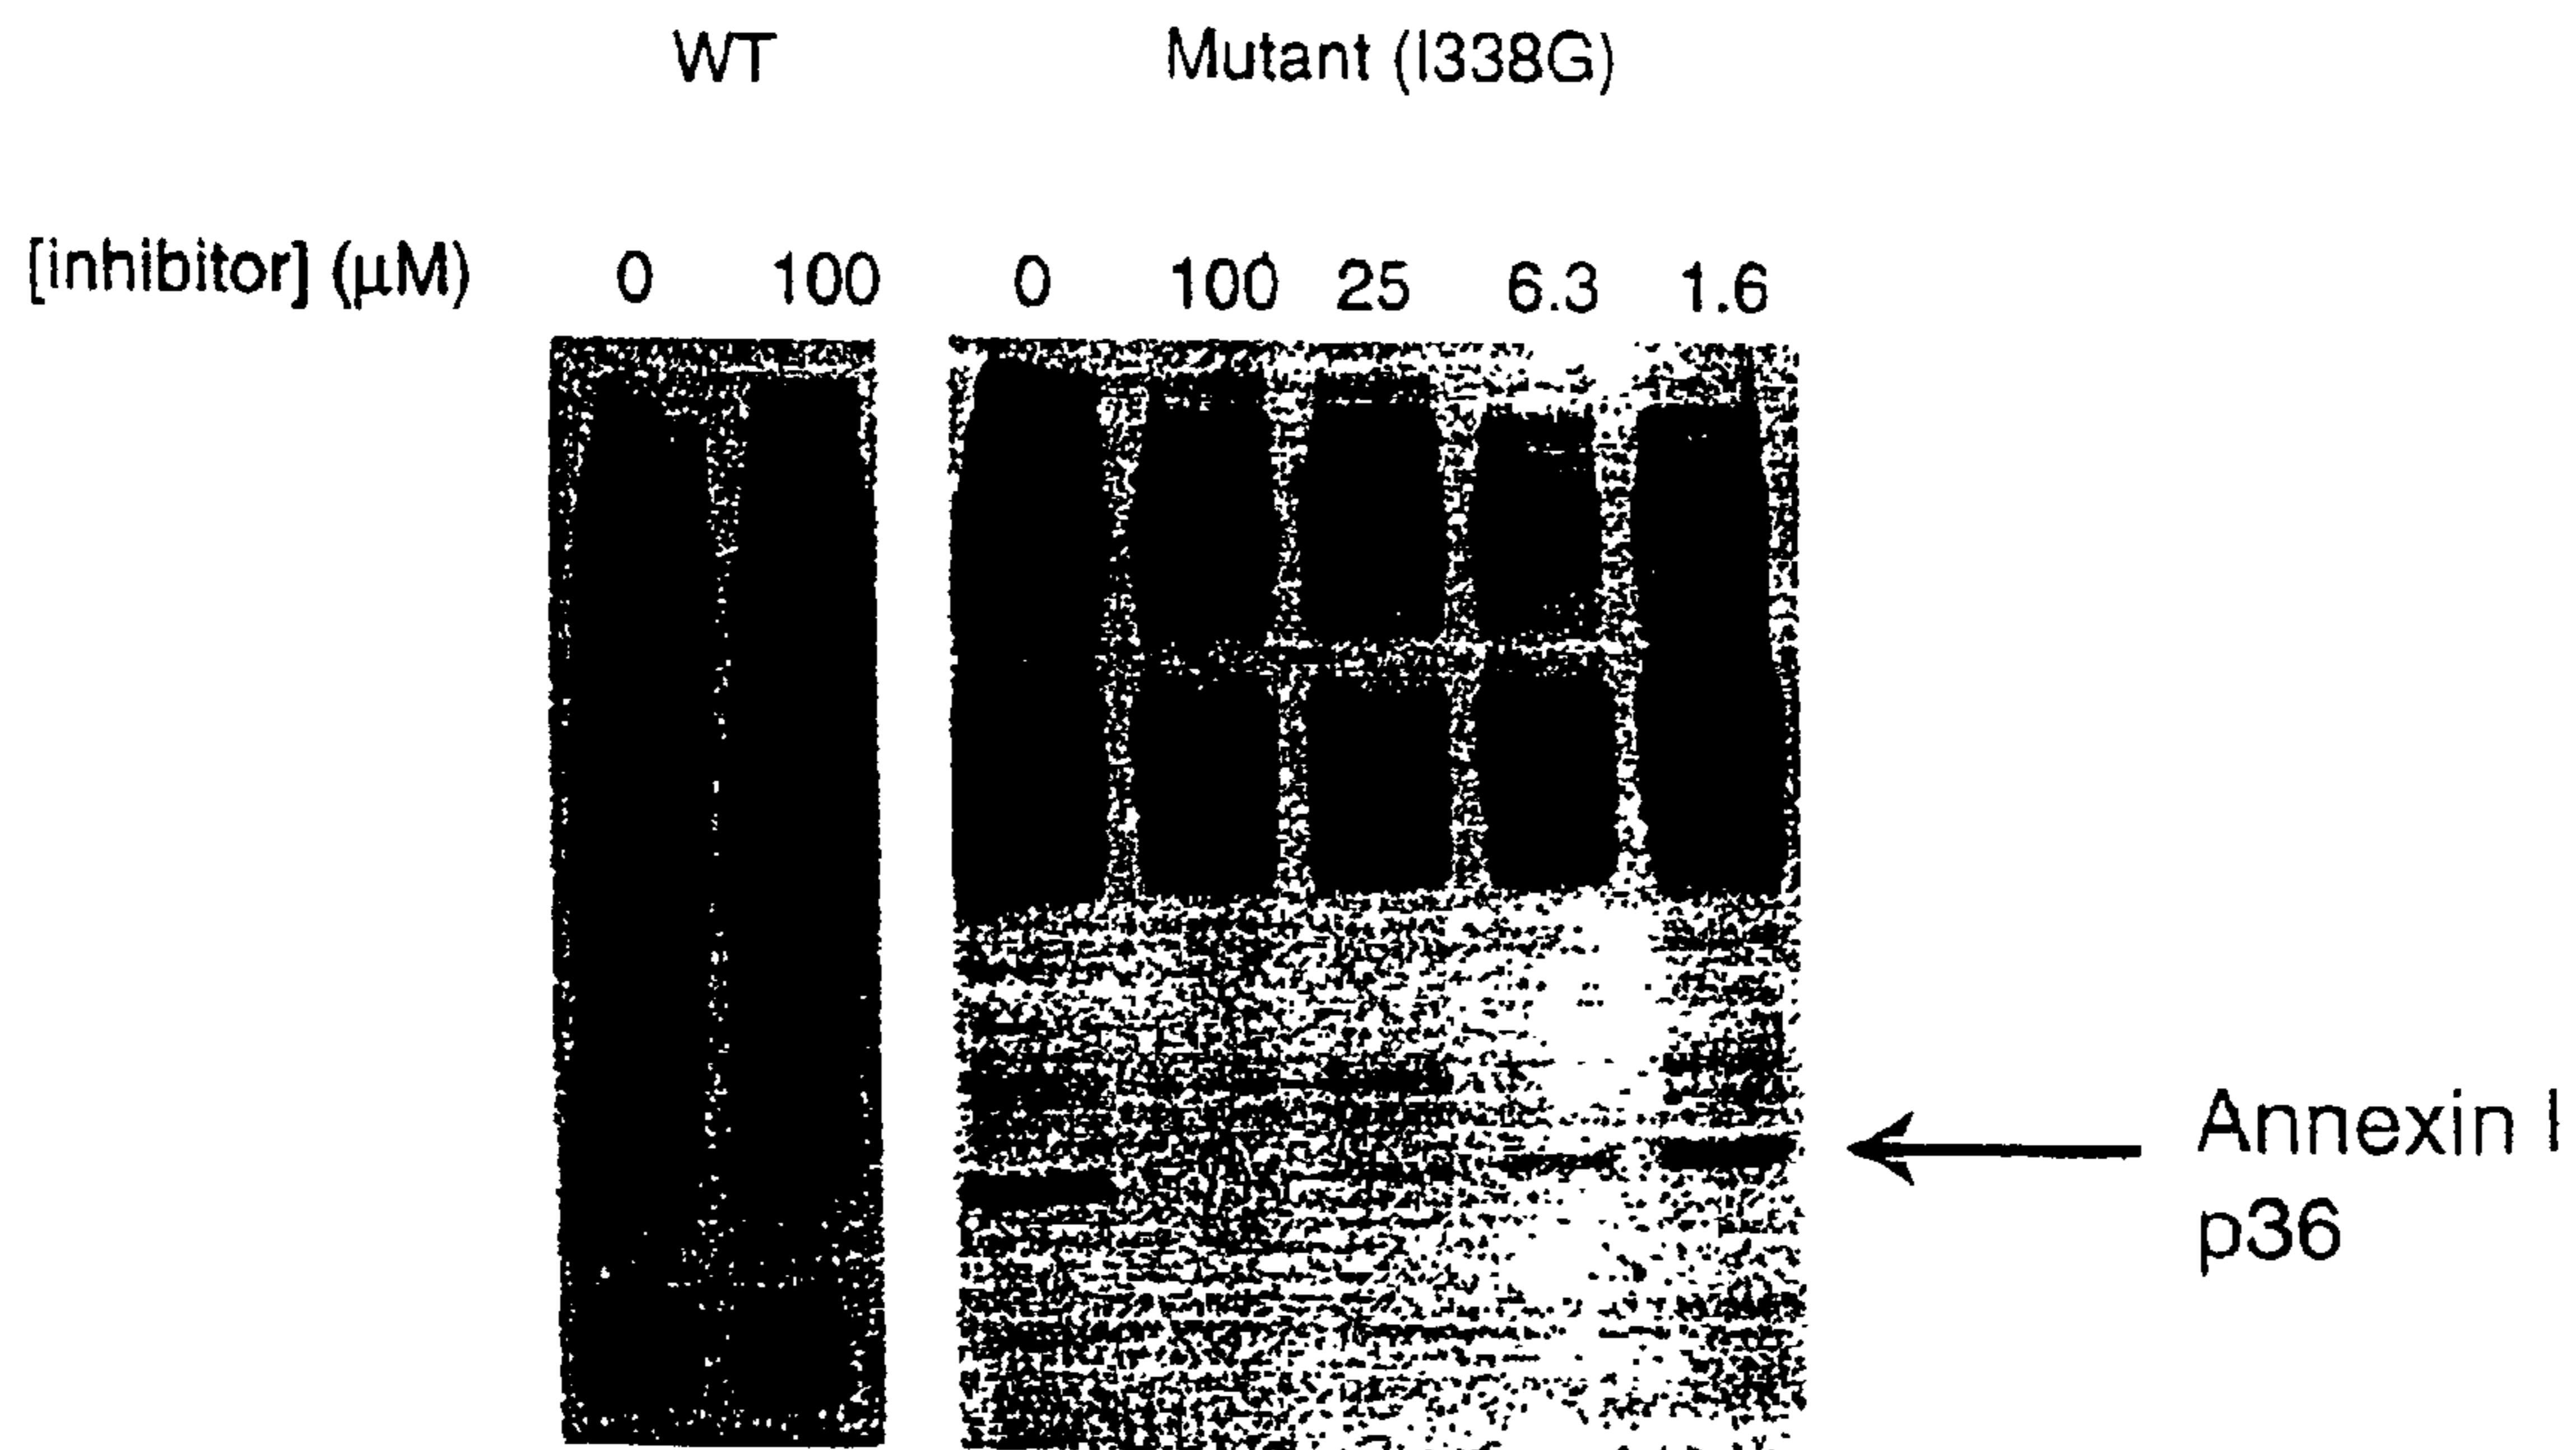 WT Mutant (I338G)
[inhibitor] (µM) 0 100 0 100 25 6.3 1.6
Annexin I
p36